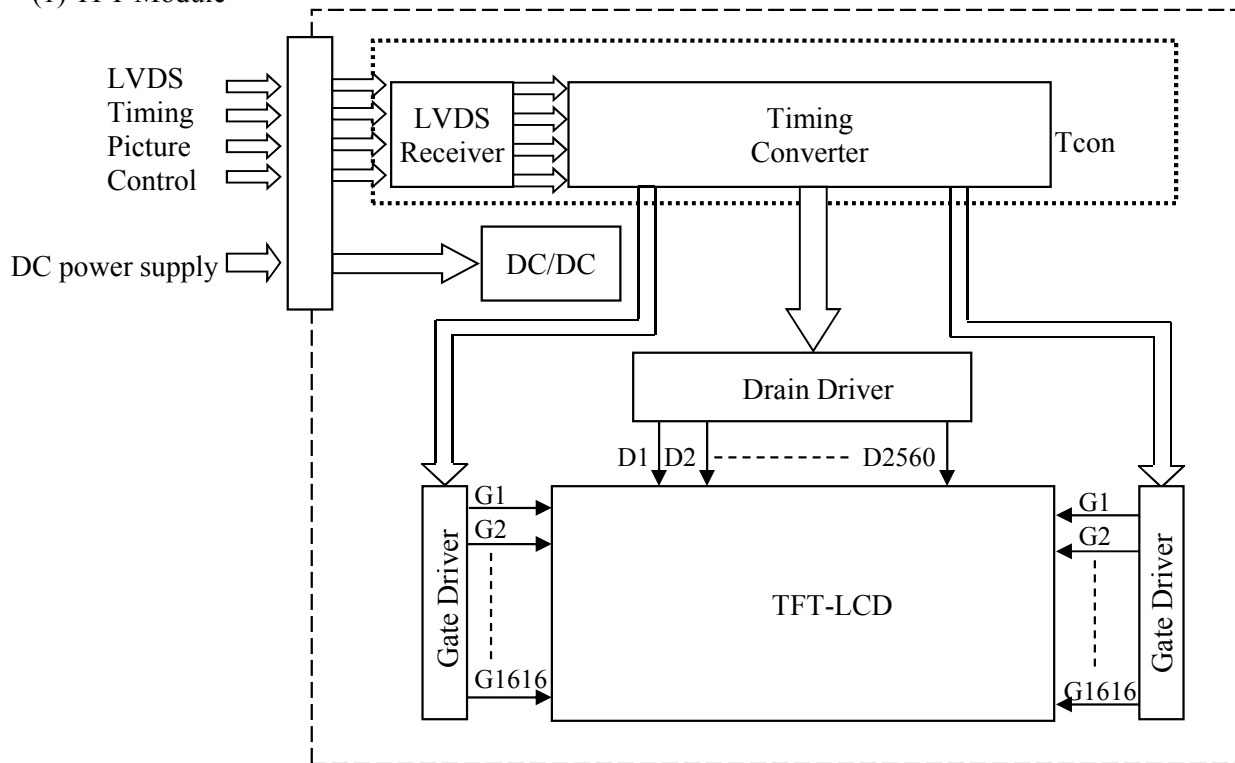 (1) TFT Module
LVDS
Timing
Picture
Control
LVDS
Receiver
Timing
Converter
Tcon
DC power supply
DC/DC
Drain Driver
D1
D2
D2560
Gate Driver
G1
G2
G1616
TFT-LCD
G1
G2
G1616
Gate Driver